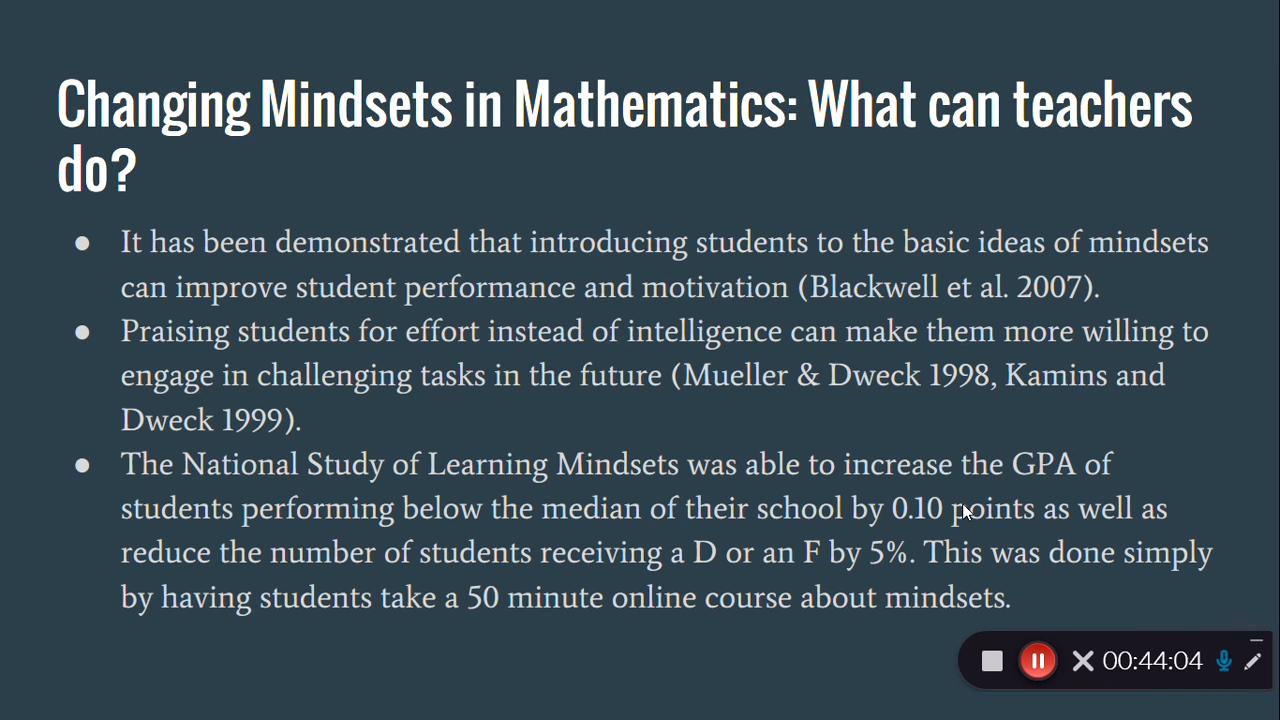 Changing Mindsets in Mathematics: What can teachers
do?
● It has been demonstrated that introducing students to the basic ideas of mindsets
can improve student performance and motivation (Blackwell et al. 2007).
● Praising students for effort instead of intelligence can make them more willing to
engage in challenging tasks in the future (Mueller & Dweck 1998, Kamins and
Dweck 1999).
● The National Study of Learning Mindsets was able to increase the GPA of
students performing below the median of their school by 0.10 points as well as
reduce the number of students receiving a D or an F by 5%. This was done simply
by having students take a 50 minute online course about mindsets.
00:44:04